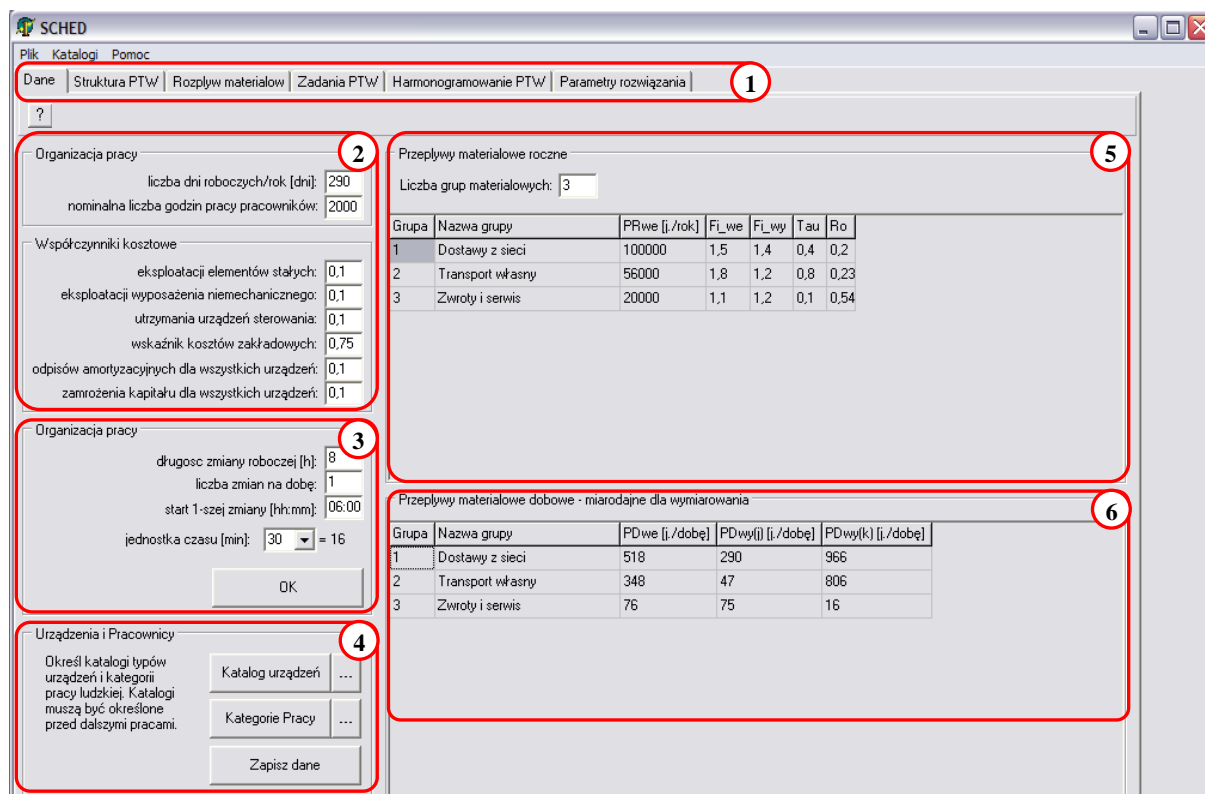 SCHED
Plik Katalogi Pomoc
Dane Struktura PTW Rozpływ materialow Zadania PTW Harmonogramowanie PTW Parametry rozwiązania
1
?
2
Organizacja pracy
liczba dni roboczych/rok [dni]: 290
nominalna liczba godzin pracy pracowników: 2000
Współczynniki kosztowe
eksploatacji elementów stałych: 0,1
eksploatacji wyposażenia niemechanicznego: 0,1
utrzymania urządzeń sterowania: 0,1
wskaźnik kosztów zakładowych: 0,75
odpisów amortyzacyjnych dla wszystkich urządzeń: 0,1
zamrożenia kapitału dla wszystkich urządzeń: 0,1
3
Organizacja pracy
długosc zmiany roboczej [h]: 8
liczba zmian na dobę: 1
start 1-szej zmiany [hh:mm]: 06:00
jednostka czasu [min]: 30 = 16
OK
4
Urządzenia i Pracownicy
Określ katalogi typów
urządzeń i kategorii
pracy ludzkiej. Katalogi
muszą być określone
przed dalszymi pracami.
Katalog urządzeń ...
Kategorie Pracy ...
Zapisz dane
5
Przepływy materialowe roczne
Liczba grup materialowych: 3
Grupa Nazwa grupy PRwe [j./rok] Fi_we Fi_wy Tau Ro
1 Dostawy z sieci 100000 1,5 1,4 0,4 0,2
2 Transport własny 56000 1,8 1,2 0,8 0,23
3 Zwroty i serwis 20000 1,1 1,2 0,1 0,54
6
Przepływy materialowe dobowe - miarodajne dla wymiarowania
Grupa Nazwa grupy PDwe [j./dobę] PDwy(j) [j./dobę] PDwy(k) [j./dobę]
1 Dostawy z sieci 518 290 966
2 Transport własny 348 47 806
3 Zwroty i serwis 76 75 16